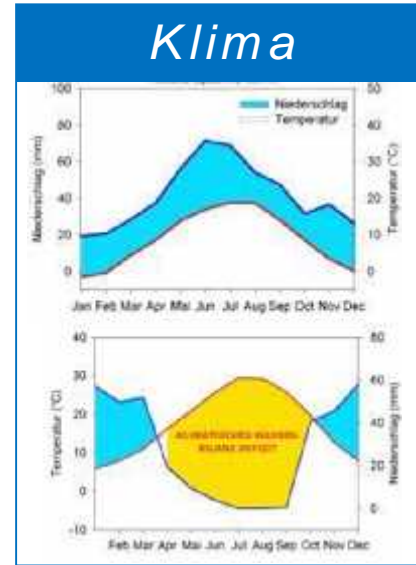 Klima
100
80
60
40
20
0
Niederschlag (mm)
Niederschlag
Temperatur
50
40
30
20
10
0
Temperatur (°C)
Jan Feb Mar Apr Mai Jun Jul Aug Sep Oct Nov Dec
40
30
20
10
0
-10
Temperatur (°C)
DEFIZIT
80
60
40
20
0
Niederschlag (mm)
Feb Mar Apr Mai Jun Jul Aug Sep Oct Nov Dec